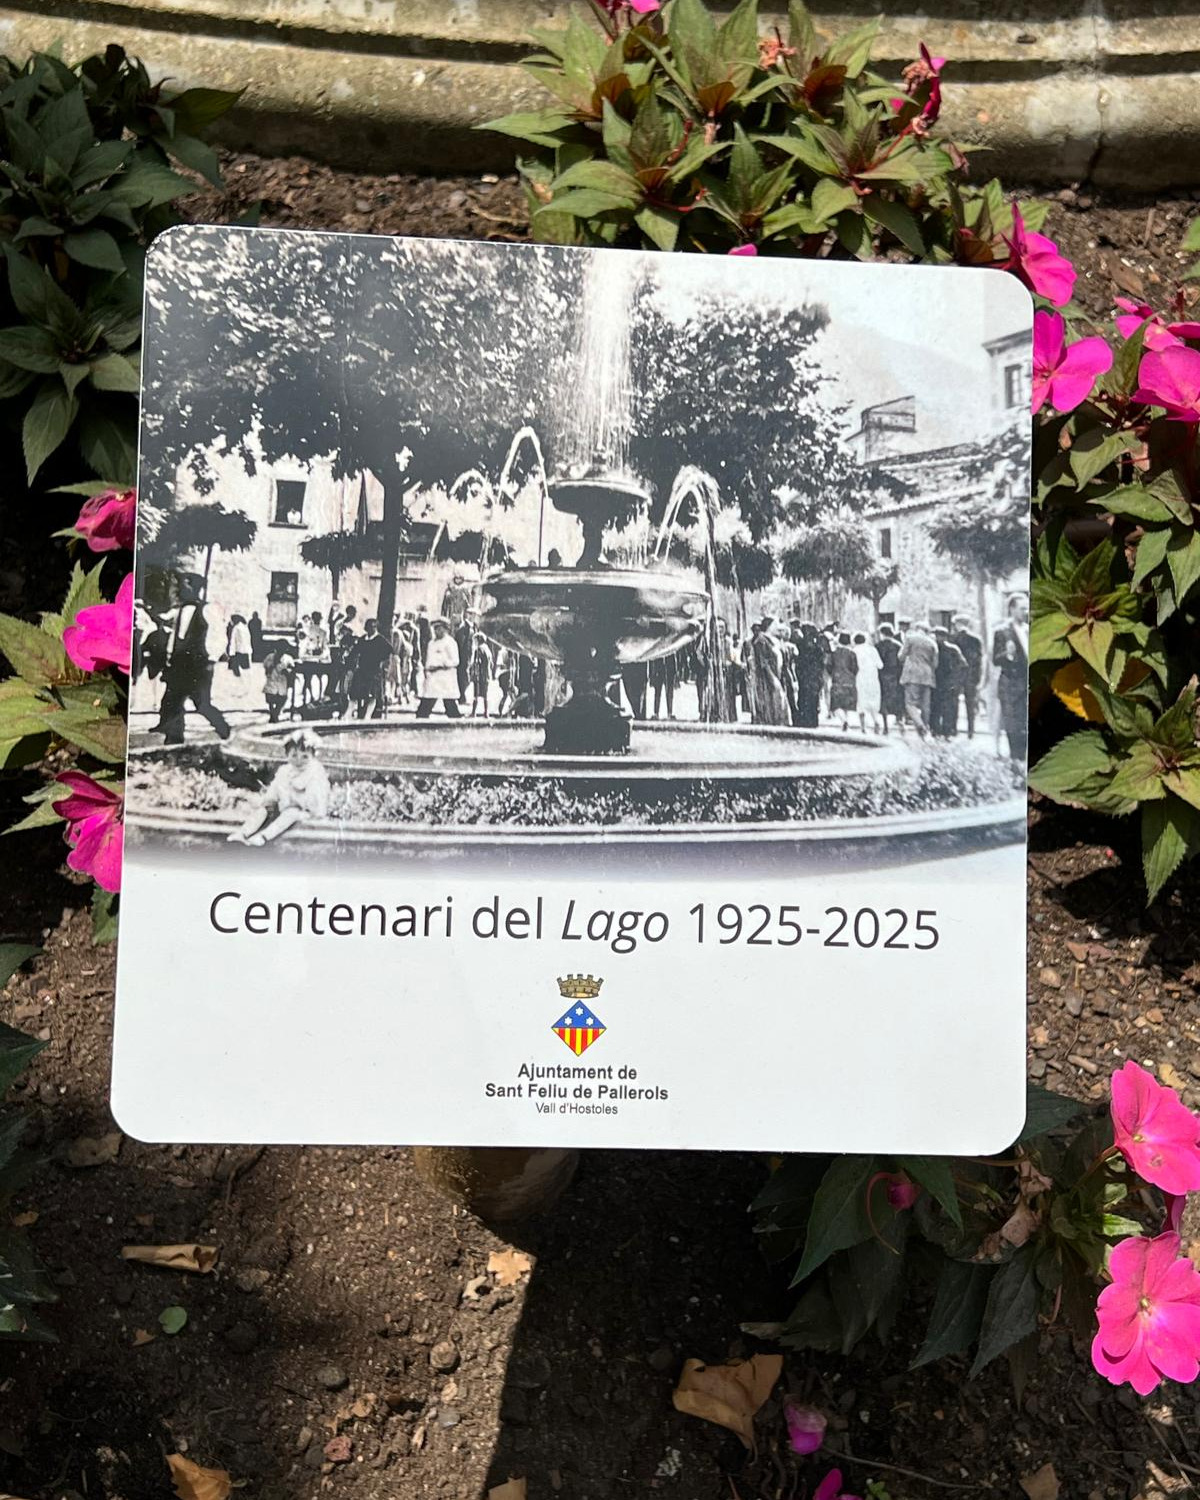 Centenari del Lago 1925-2025
Ajuntament de
Sant Feliu de Pallerols
Vall d'Hostoles